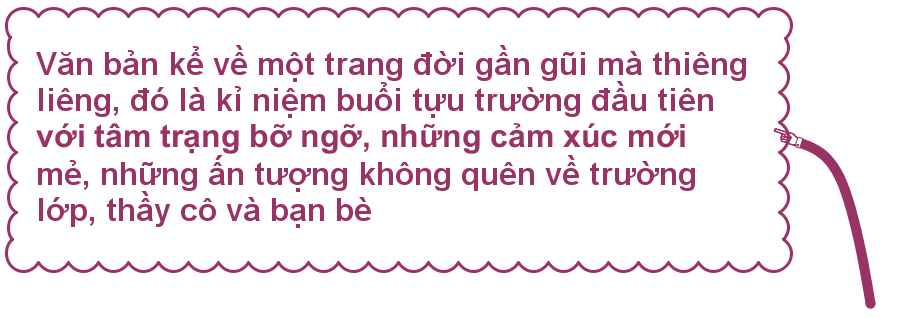 Văn bản kể về một trang đời gần gũi mà thiêng
liêng, đó là kỉ niệm buổi tựu trường đầu tiên
với tâm trạng bỡ ngỡ, những cảm xúc mới
mẻ, những ấn tượng không quên về trường
lớp, thầy cô và bạn bè